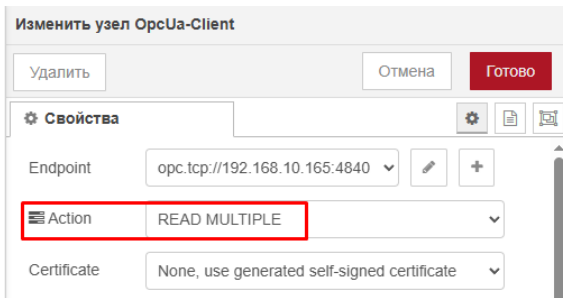 Изменить узел OpcUa-Client
Удалить Отмена Готово
Свойства
Endpoint opc.tcp://192.168.10.165:4840
Action READ MULTIPLE
Certificate None, use generated self-signed certificate